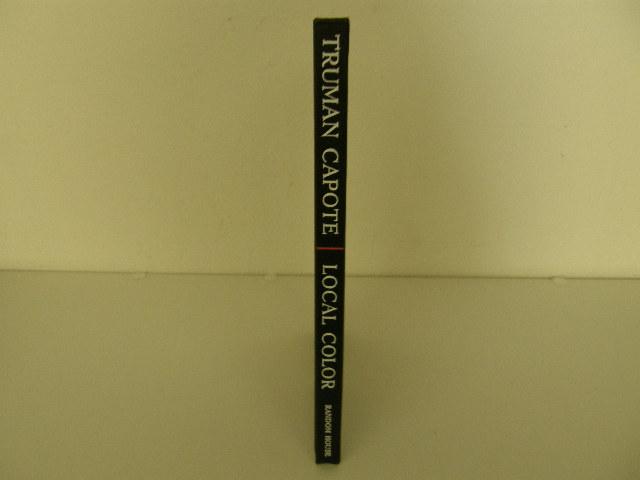 TRUMAN CAPOTE
LOCAL COLOR
RANDOM HOUSE